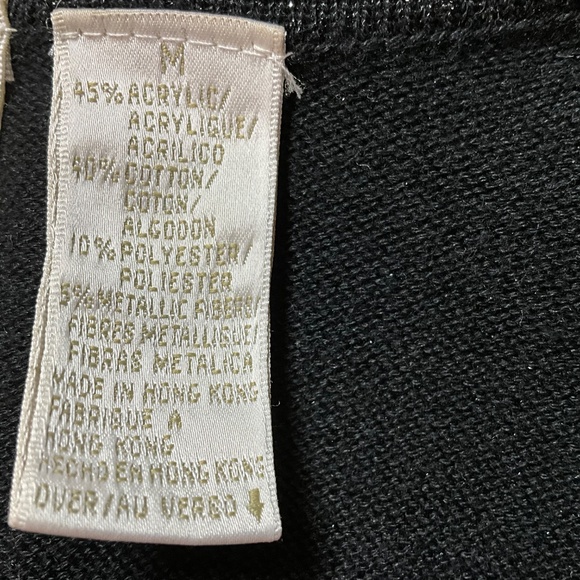 M
45% ACRYLIC/
ACRYLIQUE/
ACRILICO
40% COTTON/
COTON/
ALGODON
10% POLYESTER/
POLIESTER
5% METALLIC FIBERS/
FIBRES METALLIQUE/
FIBRAS METALICA
MADE IN HONG KONG
FABRIQUE A
HONG KONG
HECHO EN HONG KONG
OVER/AU VERSO